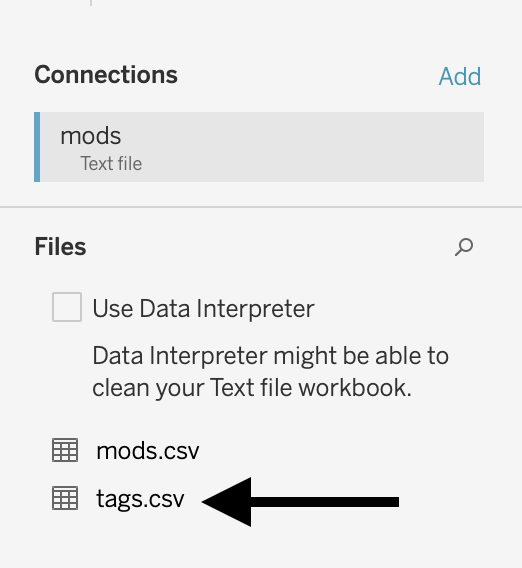 Connections
Add
mods
Text file
Files
Use Data Interpreter
Data Interpreter might be able to
clean your Text file workbook.
mods.csv
tags.csv